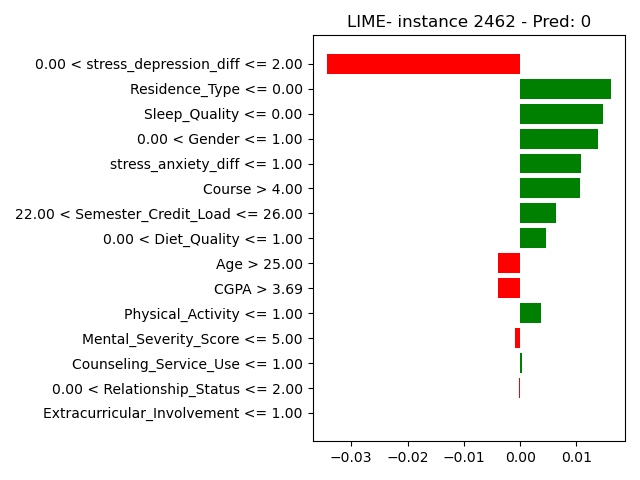 LIME- instance 2462 - Pred: 0
0.00 < stress_depression_diff <= 2.00
Residence_Type <= 0.00
Sleep_Quality <= 0.00
0.00 < Gender <= 1.00
stress_anxiety_diff <= 1.00
Course > 4.00
22.00 < Semester_Credit_Load <= 26.00
0.00 < Diet_Quality <= 1.00
Age > 25.00
CGPA > 3.69
Physical_Activity <= 1.00
Mental_Severity_Score <= 5.00
Counseling_Service_Use <= 1.00
0.00 < Relationship_Status <= 2.00
Extracurricular_Involvement <= 1.00
−0.03 −0.02 −0.01 0.00 0.01